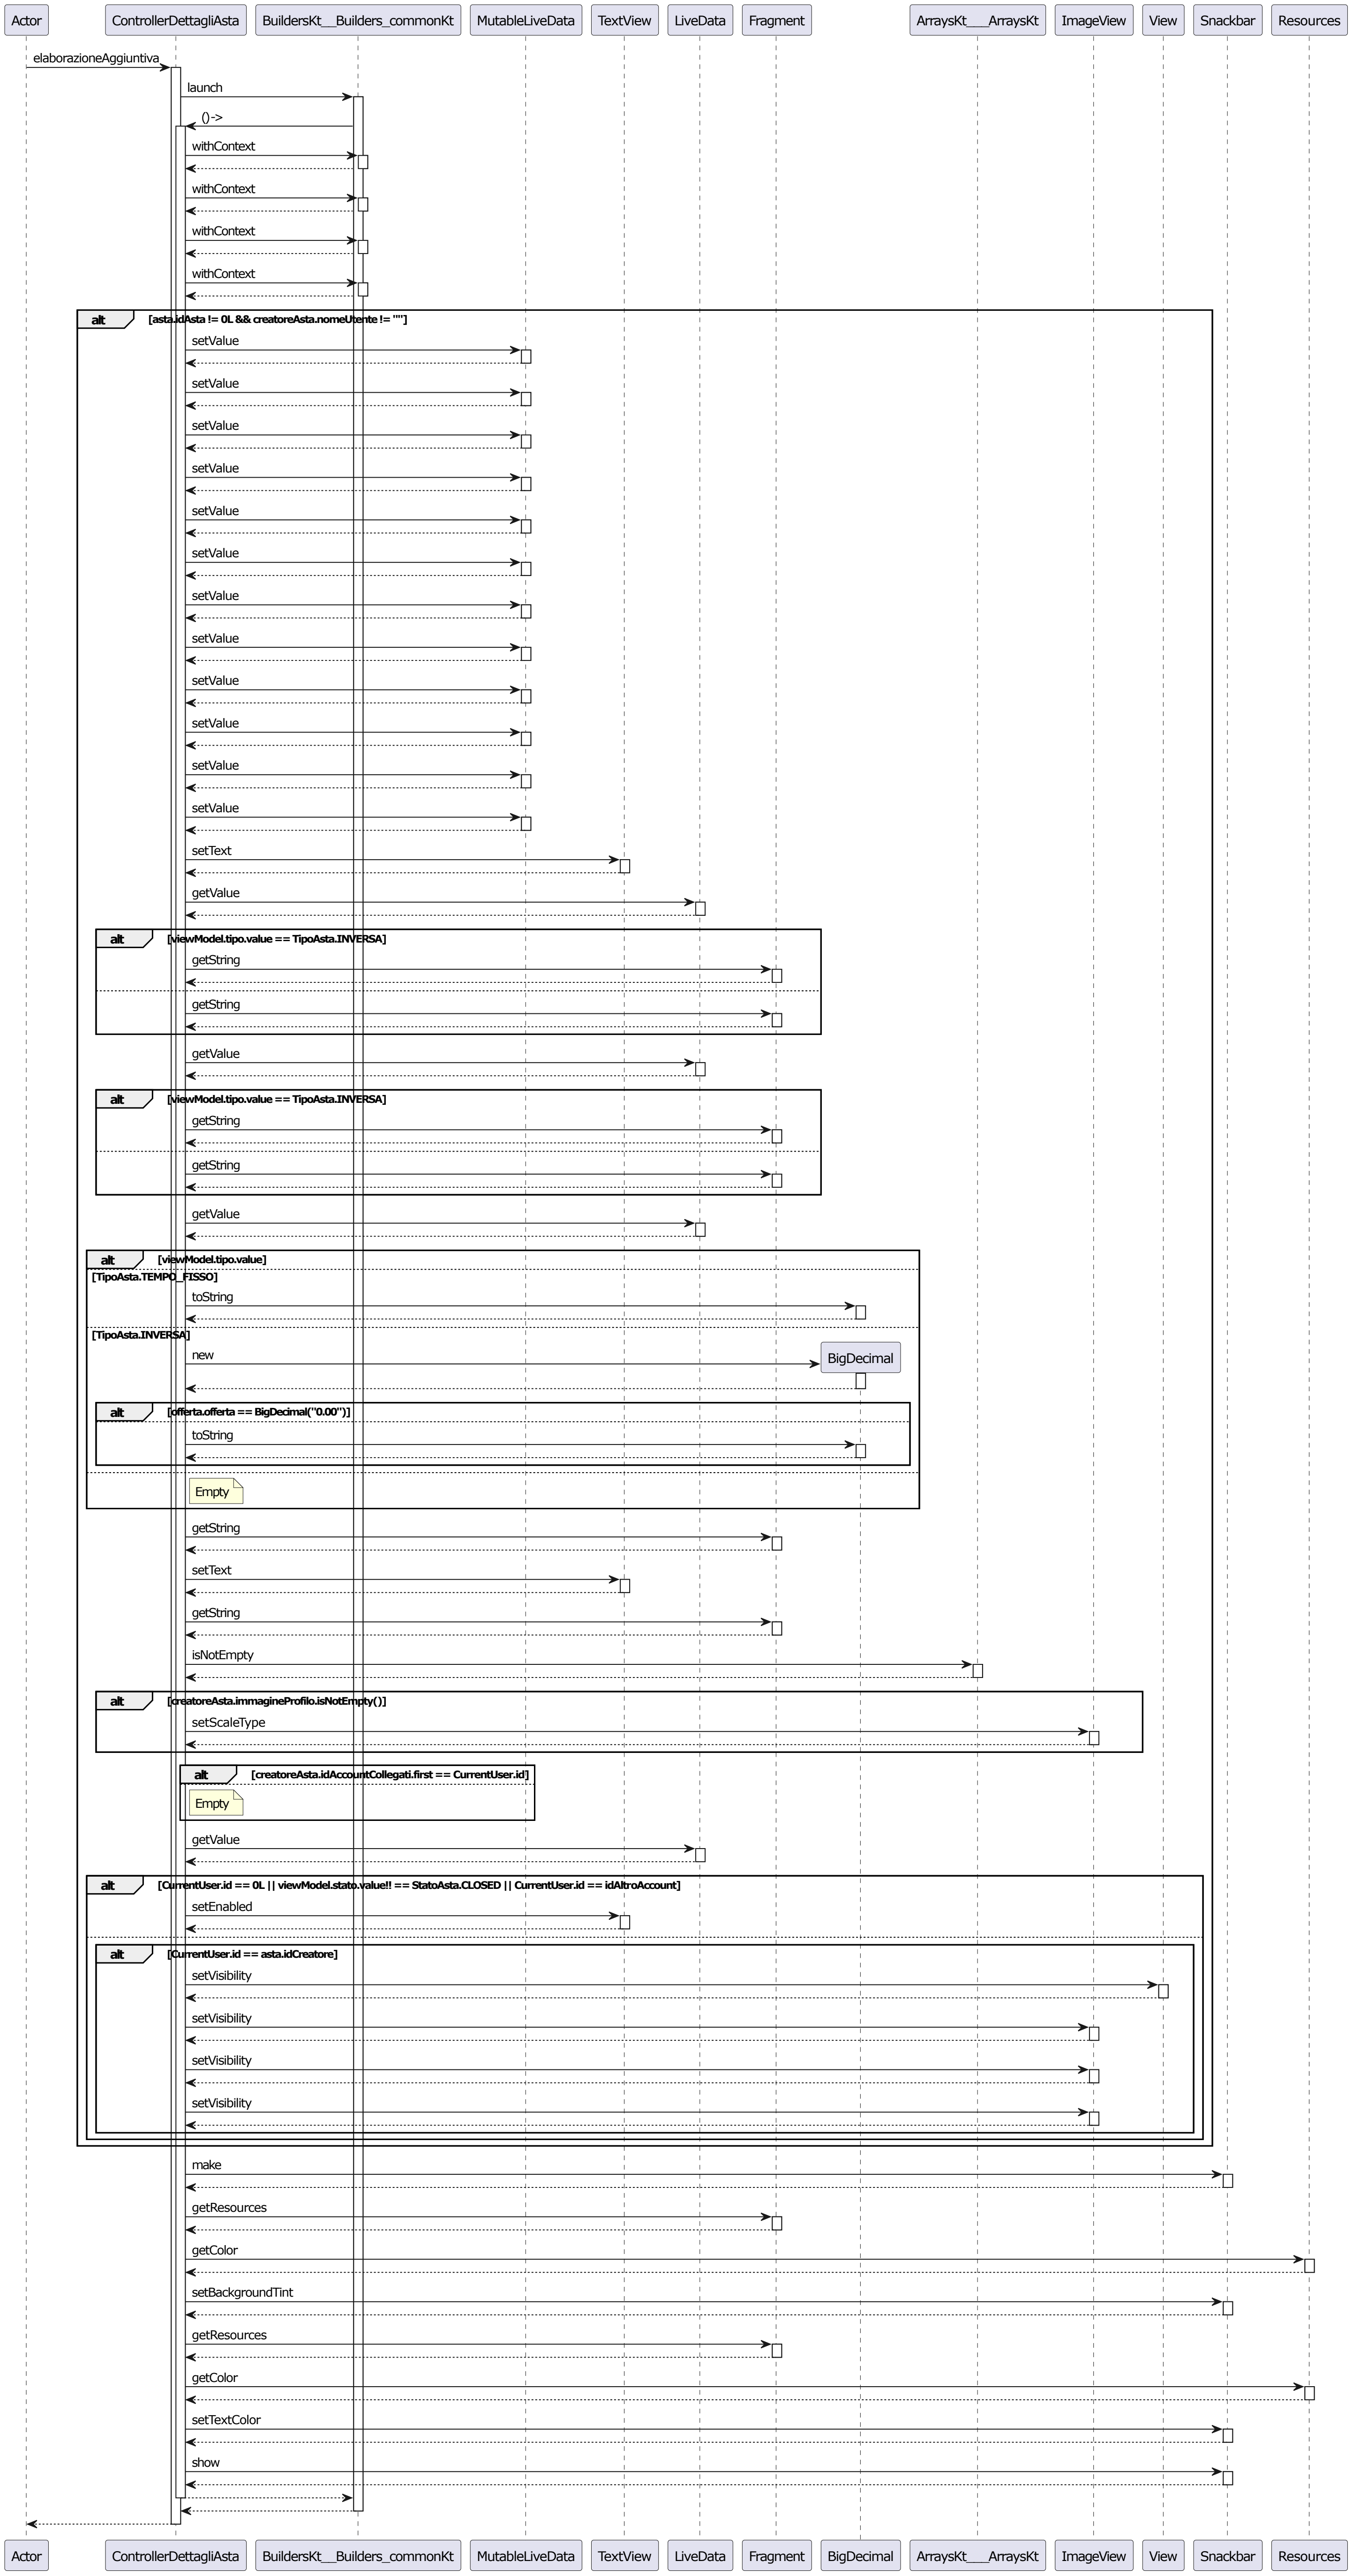 Actor ControllerDettagliAsta BuildersKt__Builders_commonKt MutableLiveData TextView LiveData Fragment ArraysKt___ArraysKt ImageView View Snackbar Resources
elaborazioneAggiuntiva
launch
()->
withContext
withContext
withContext
withContext
alt [asta.idAsta != 0L && creatoreAsta.nomeUtente != ""]
setValue
setValue
setValue
setValue
setValue
setValue
setValue
setValue
setValue
setValue
setValue
setValue
setText
getValue
alt [viewModel.tipo.value == TipoAsta.INVERSA]
getString
getString
getValue
alt [viewModel.tipo.value == TipoAsta.INVERSA]
getString
getString
getValue
alt [viewModel.tipo.value]
[TipoAsta.TEMPO_FISSO]
toString
[TipoAsta.INVERSA]
new BigDecimal
alt [offerta.offerta == BigDecimal("0.00")]
toString
Empty
getString
setText
getString
isNotEmpty
alt [creatoreAsta.immagineProfilo.isNotEmpty()]
setScaleType
alt [creatoreAsta.idAccountCollegati.first == CurrentUser.id]
Empty
getValue
alt [CurrentUser.id == 0L || viewModel.stato.value!! == StatoAsta.CLOSED || CurrentUser.id == idAltroAccount]
setEnabled
alt [CurrentUser.id == asta.idCreatore]
setVisibility
setVisibility
setVisibility
setVisibility
make
getResources
getColor
setBackgroundTint
getResources
getColor
setTextColor
show
Actor ControllerDettagliAsta BuildersKt__Builders_commonKt MutableLiveData TextView LiveData Fragment BigDecimal ArraysKt___ArraysKt ImageView View Snackbar Resources